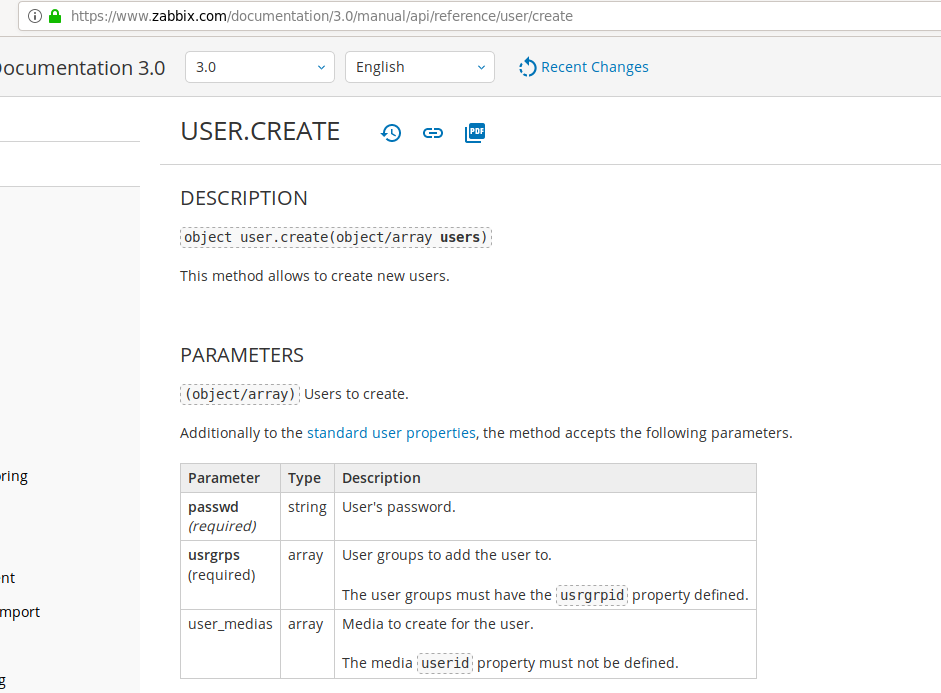 https://www.zabbix.com/documentation/3.0/manual/api/reference/user/create
ocumentation 3.0
3.0
English
Recent Changes
USER.CREATE
PDF
DESCRIPTION
object user.create(object/array users)
This method allows to create new users.
PARAMETERS
(object/array) Users to create.
Additionally to the standard user properties, the method accepts the following parameters.
Parameter Type Description
passwd string User's password.
(required)
usrgrps array User groups to add the user to.
(required)
The user groups must have the usrgrpid property defined.
user_medias array Media to create for the user.
The media userid property must not be defined.
ring
nt
mport
g